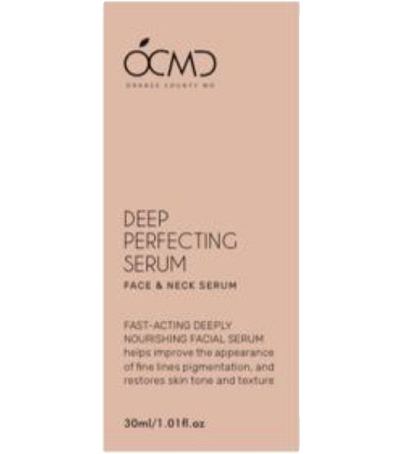 ÓCMD
ORANGE COUNTY MD
DEEP
PERFECTING
SERUM
FACE & NECK SERUM
FAST-ACTING DEEPLY
NOURISHING FACIAL SERUM
helps improve the appearance
of fine lines pigmentation, and
restores skin tone and texture
30ml/1.01fl.oz